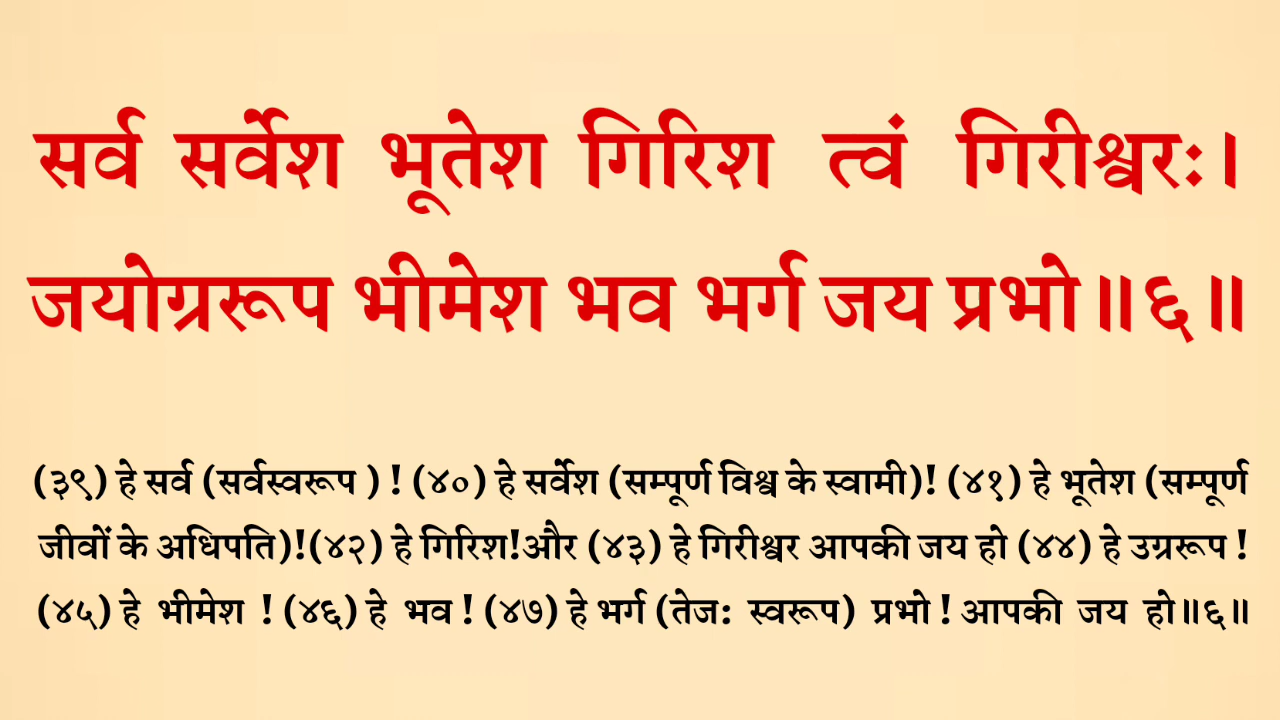 सर्व सर्वेश भूतेश गिरिश त्वं गिरीश्वरः।
जयोग्ररूप भीमेश भव भर्ग जय प्रभो॥६॥
(३९) हे सर्व (सर्वस्वरूप ) ! (४०) हे सर्वेश (सम्पूर्ण विश्व के स्वामी)! (४१) हे भूतेश (सम्पूर्ण
जीवों के अधिपति)!(४२) हे गिरिश!और (४३) हे गिरीश्वर आपकी जय हो (४४) हे उग्ररूप !
(४५) हे भीमेश ! (४६) हे भव ! (४७) हे भर्ग (तेज: स्वरूप) प्रभो ! आपकी जय हो॥६॥